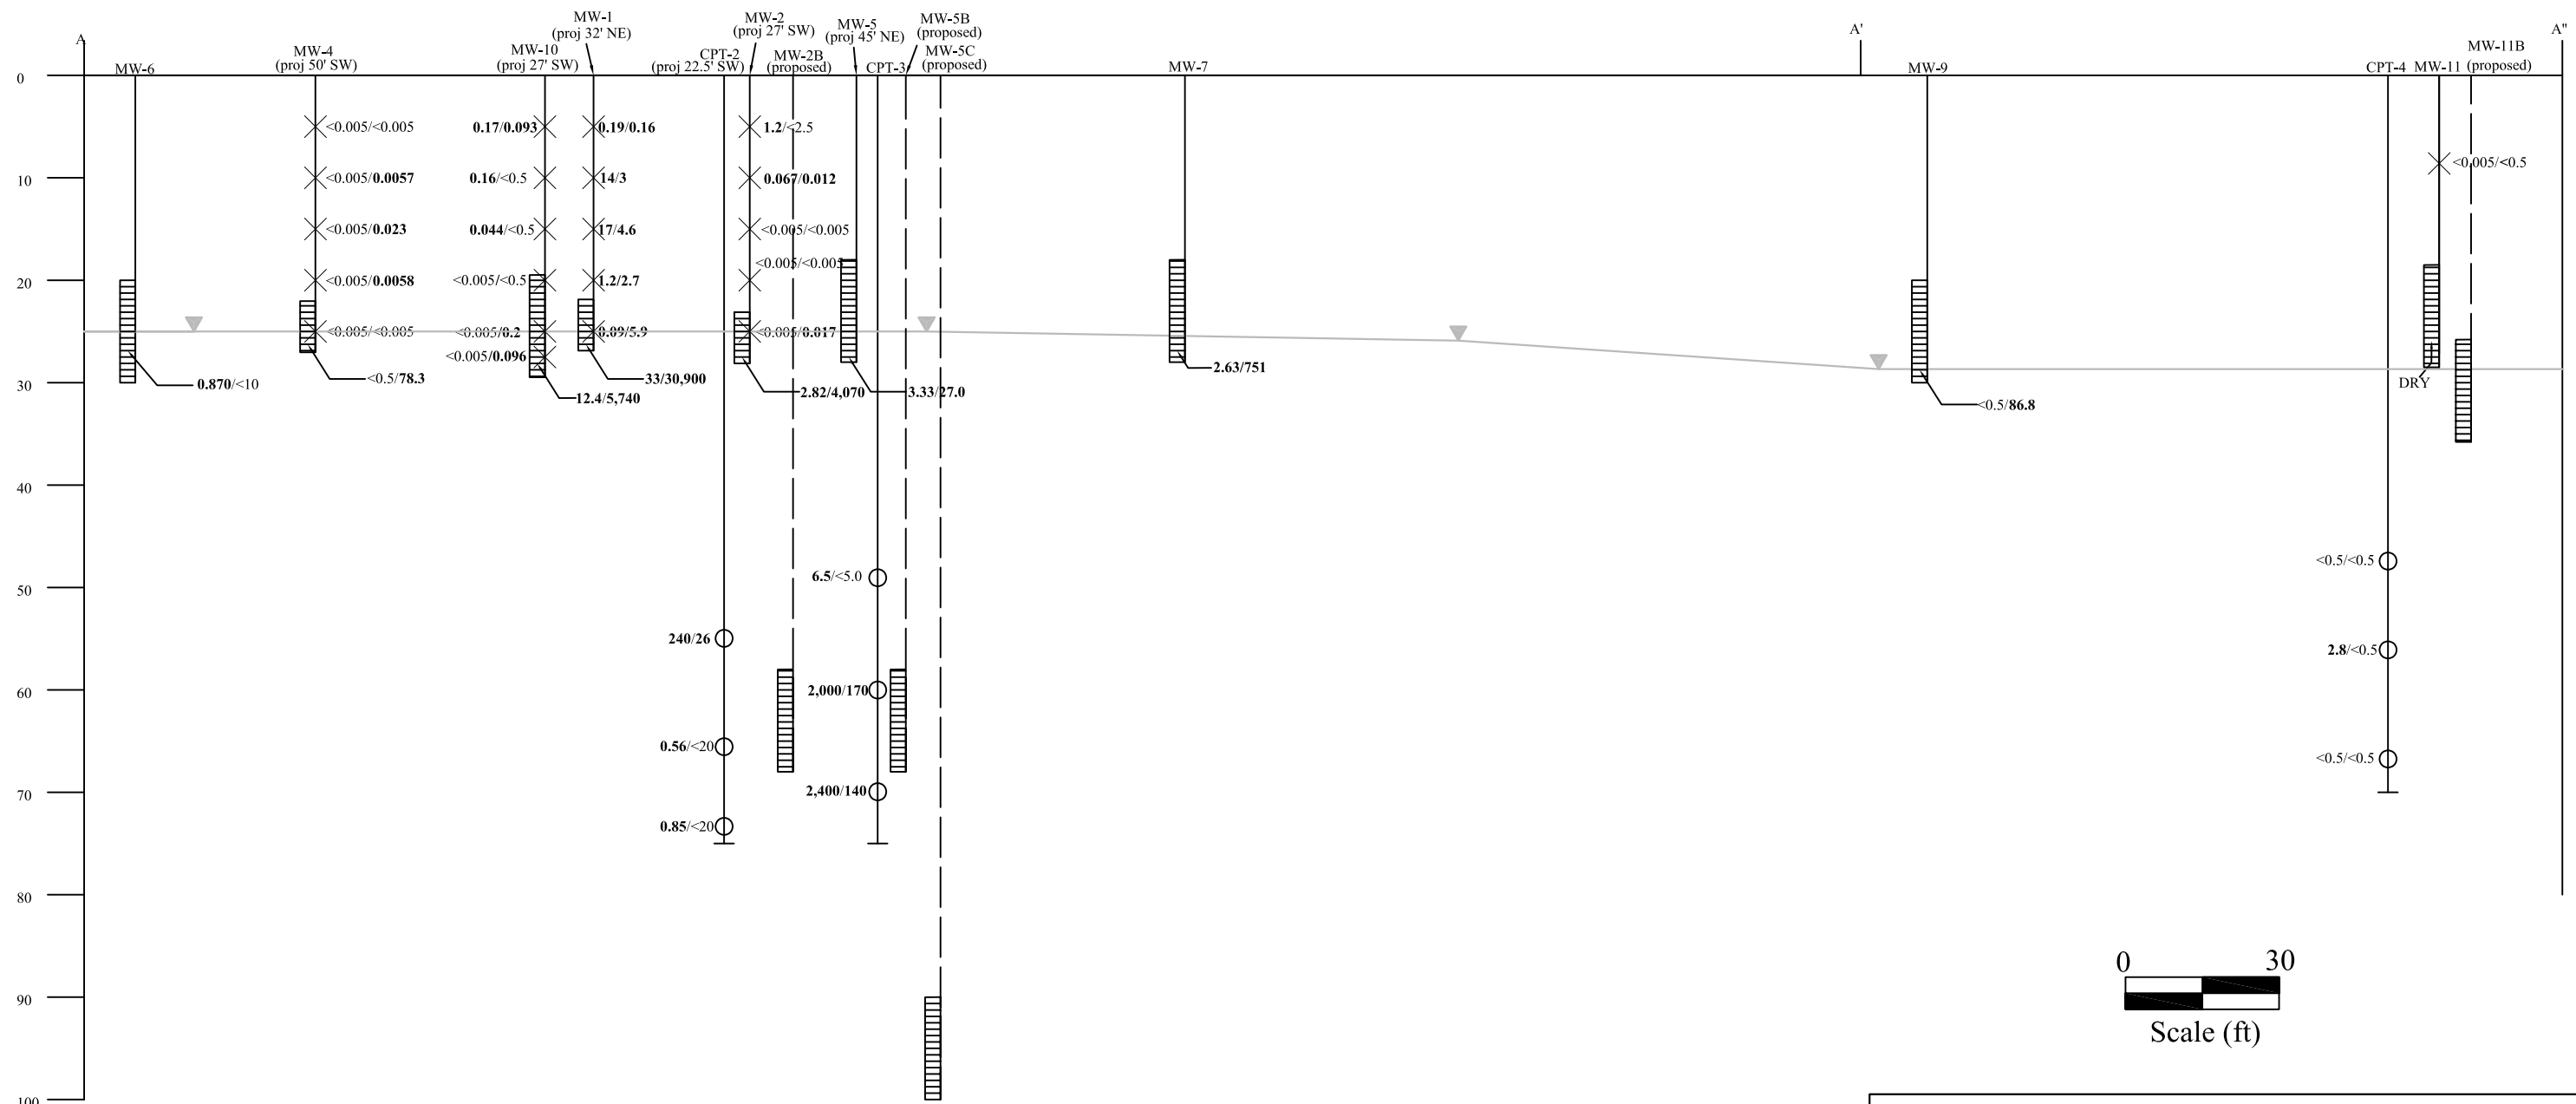 A
MW-6
MW-4
(proj 50' SW)
MW-10
(proj 27' SW)
MW-1
(proj 32' NE)
CPT-2
(proj 22.5' SW)
MW-2
(proj 27' SW)
MW-2B
(proposed)
MW-5
(proj 45' NE)
CPT-3
MW-5B
(proposed)
MW-5C
(proposed)
MW-7
A'
MW-9
CPT-4
MW-11
MW-11B
(proposed)
A"
0
10
20
30
40
50
60
70
80
90
100
0.870/<10
<0.005/<0.005
<0.005/0.0057
<0.005/0.023
<0.005/0.0058
<0.005/<0.005
<0.5/78.3
0.17/0.093
0.16/<0.5
0.044/<0.5
<0.005/<0.5
<0.005/0.2
<0.005/0.096
12.4/5,740
0.19/0.16
14/3
17/4.6
1.2/2.7
0.09/5.9
33/30,900
240/26
0.56/<20
0.85/<20
1.2/<2.5
0.067/0.012
<0.005/<0.005
<0.005/<0.005
<0.005/0.017
2.82/4,070
3.33/27.0
6.5/<5.0
2,000/170
2,400/140
2.63/751
<0.5/86.8
<0.5/<0.5
2.8/<0.5
<0.5/<0.5
<0.005/<0.5
DRY
0 30
Scale (ft)